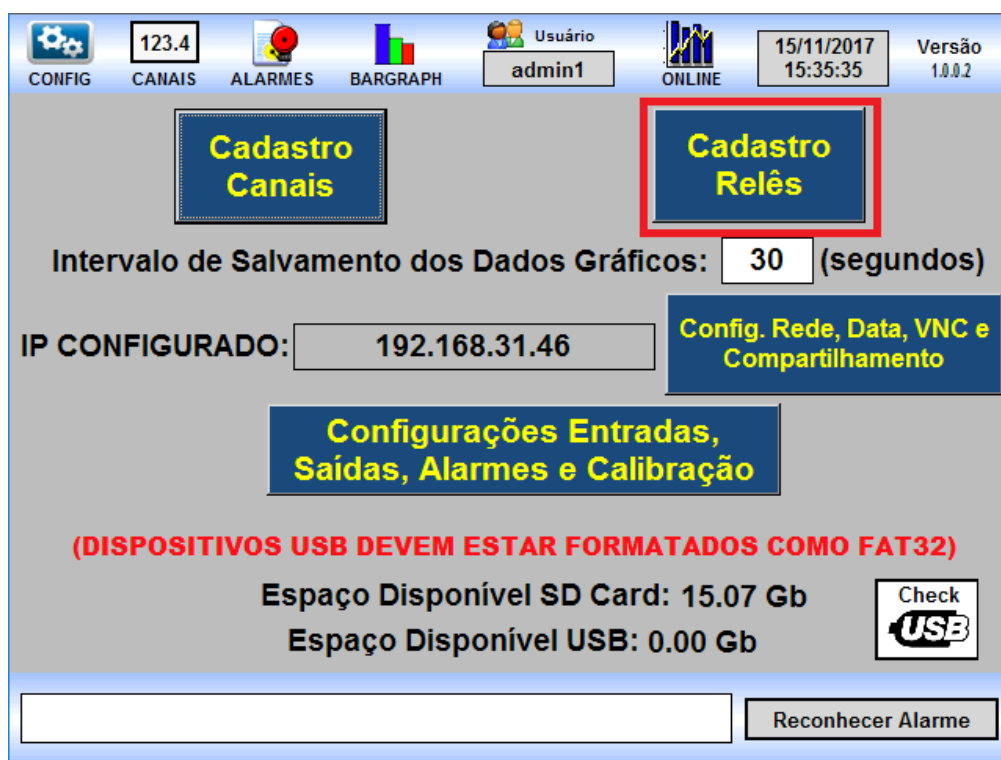 123.4
Usuário
CONFIG CANAIS ALARMES BARGRAPH admin1 ONLINE
15/11/2017
15:35:35
Versão
1.0.0.2
Cadastro
Canais
Cadastro
Relês
Intervalo de Salvamento dos Dados Gráficos: 30 (segundos)
IP CONFIGURADO: 192.168.31.46
Config. Rede, Data, VNC e
Compartilhamento
Configurações Entradas,
Saídas, Alarmes e Calibração
(DISPOSITIVOS USB DEVEM ESTAR FORMATADOS COMO FAT32)
Espaço Disponível SD Card: 15.07 Gb
Espaço Disponível USB: 0.00 Gb
Check
USB
Reconhecer Alarme